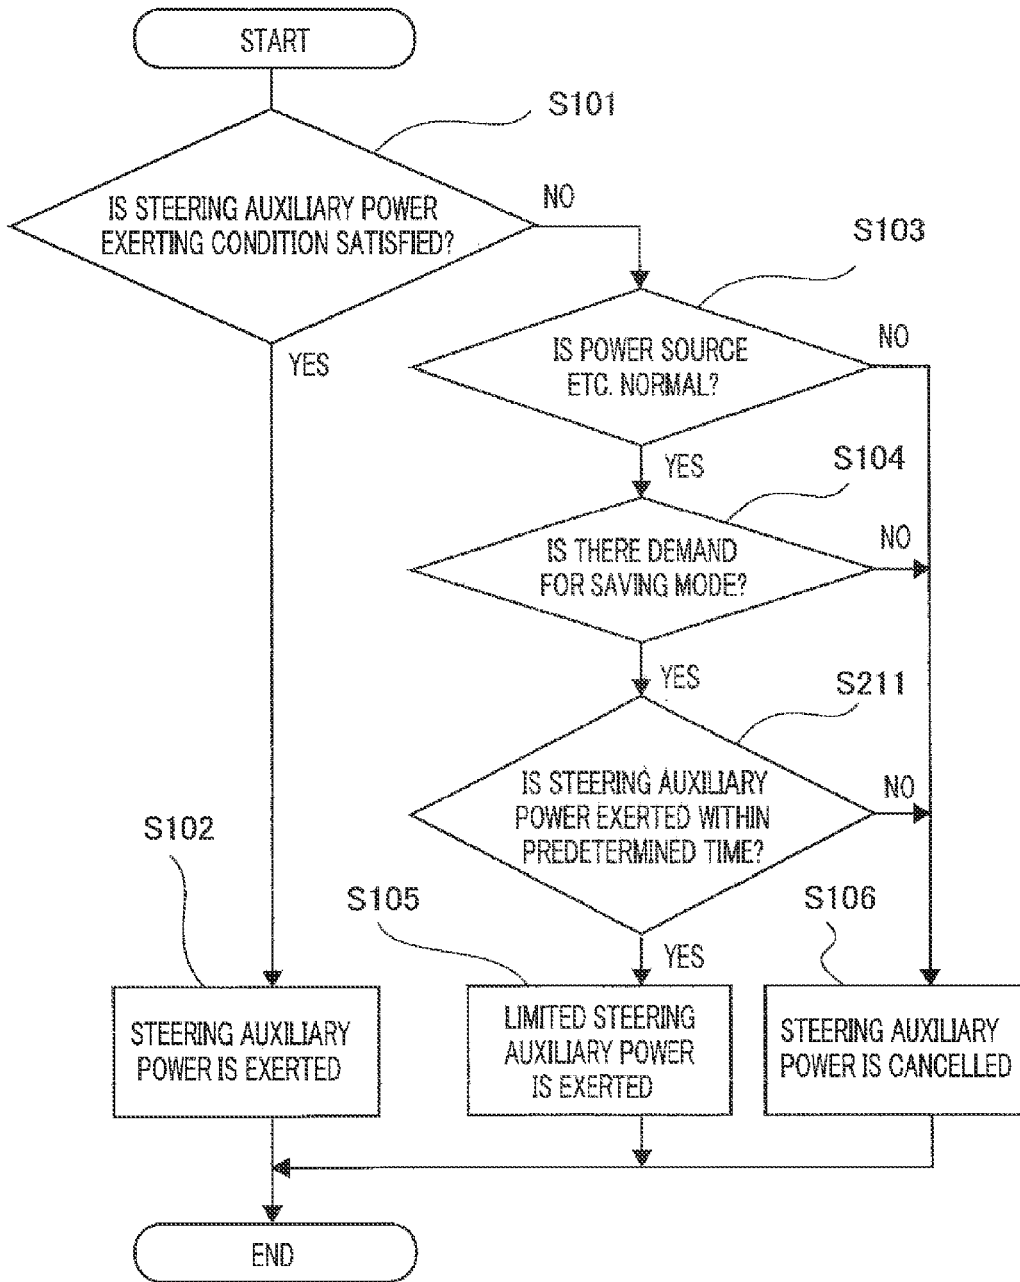 START
S101
IS STEERING AUXILIARY POWER
EXERTING CONDITION SATISFIED?
NO
YES
S103
IS POWER SOURCE
ETC. NORMAL?
NO
YES
S104
IS THERE DEMAND
FOR SAVING MODE?
NO
YES
S211
IS STEERING AUXILIARY
POWER EXERTED WITHIN
PREDETERMINED TIME?
NO
YES
S102
STEERING AUXILIARY
POWER IS EXERTED
S105
LIMITED STEERING
AUXILIARY POWER
IS EXERTED
S106
STEERING AUXILIARY
POWER IS CANCELLED
END